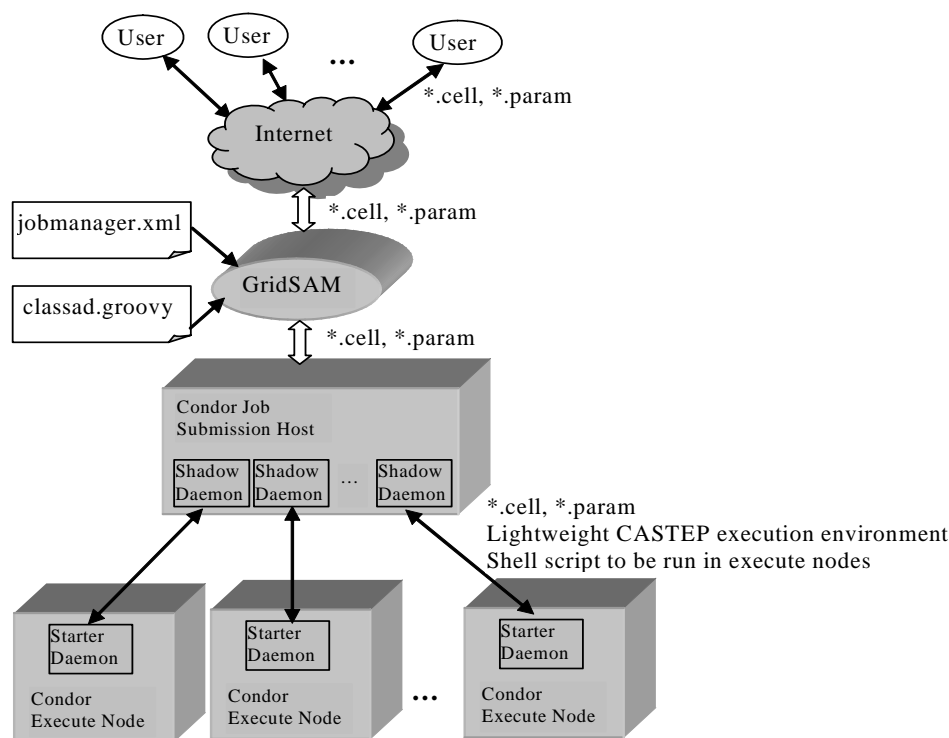 User
User
User
...
*.cell, *.param
Internet
*.cell, *.param
jobmanager.xml
GridSAM
classad.groovy
*.cell, *.param
Condor Job
Submission Host
Shadow
Daemon
Shadow
Daemon
...
Shadow
Daemon
*.cell, *.param
Lightweight CASTEP execution environment
Shell script to be run in execute nodes
Starter
Daemon
Condor
Execute Node
Starter
Daemon
Condor
Execute Node
...
Starter
Daemon
Condor
Execute Node